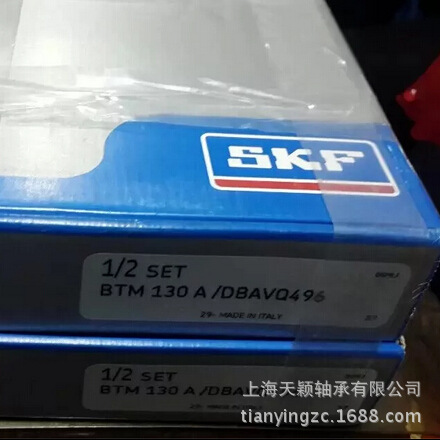 SKF
1/2 SET
BTM 130 A /DBAVQ496
29- MADE IN ITALY
1/2 SET
BTM 130 A /DBA
上海天颖轴承有限公司
tianyingzc.1688.com